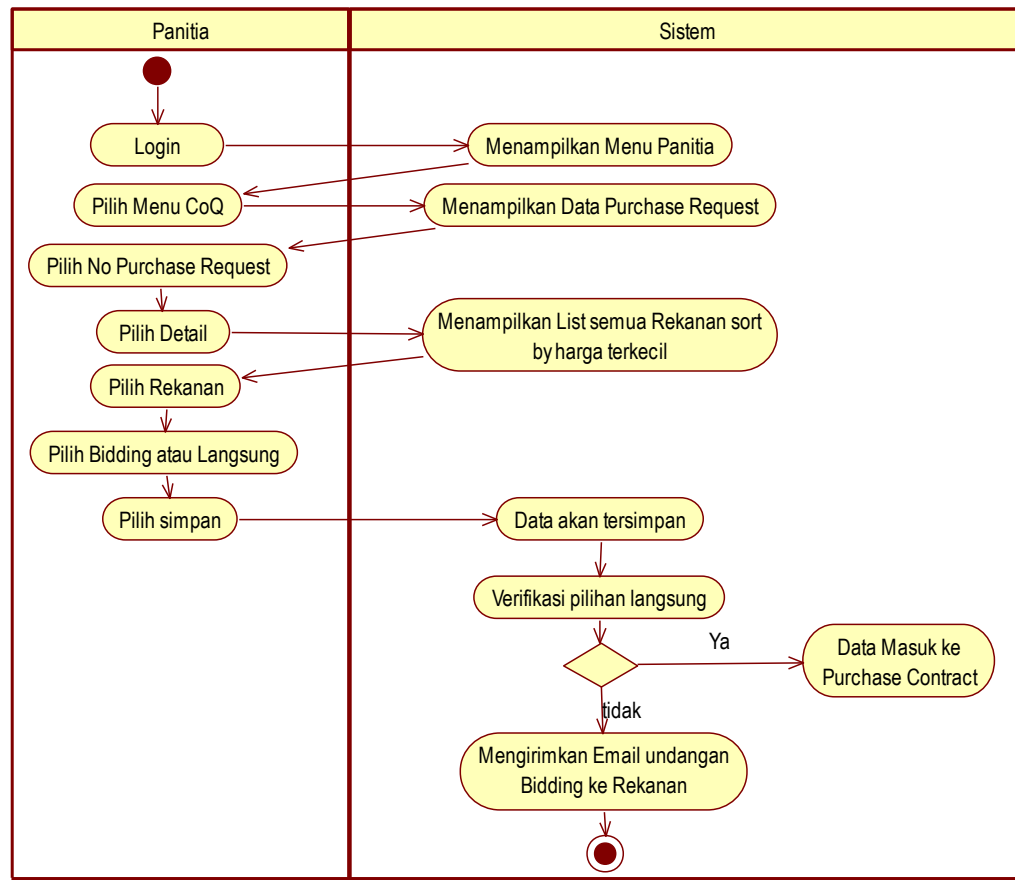 Panitia
Sistem
Login
Menampilkan Menu Panitia
Pilih Menu CoQ
Menampilkan Data Purchase Request
Pilih No Purchase Request
Pilih Detail
Menampilkan List semua Rekanan sort
by harga terkecil
Pilih Rekanan
Pilih Bidding atau Langsung
Pilih simpan
Data akan tersimpan
Verifikasi pilihan langsung
Ya
Data Masuk ke
Purchase Contract
tidak
Mengirimkan Email undangan
Bidding ke Rekanan